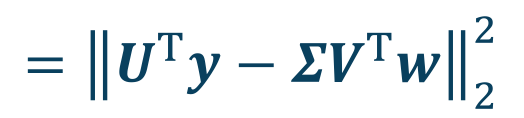 = ‖𝑼ᵀ𝒚 − 𝜮𝑽ᵀ𝒘‖₂²